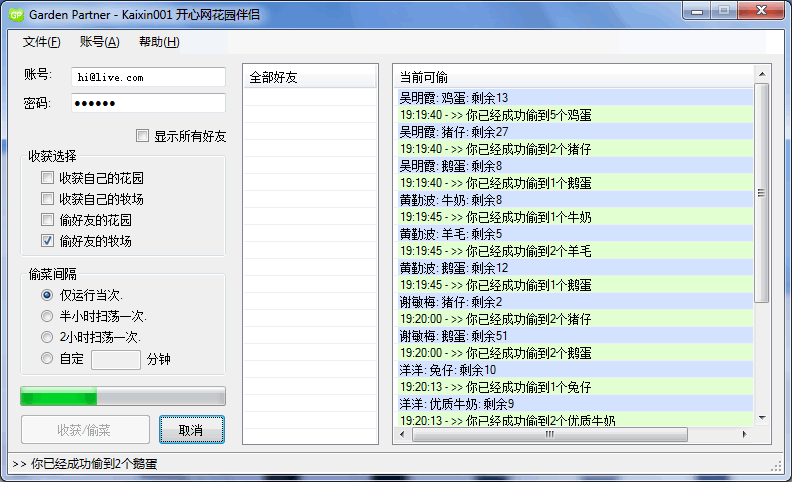 Garden Partner - Kaixin001 开心网花园伴侣
文件(F) 账号(A) 帮助(H)
账号: hi@live.com
密码: ●●●●●●
显示所有好友
收获选择
收获自己的花园
收获自己的牧场
偷好友的花园
偷好友的牧场
偷菜间隔
仅运行当次.
半小时扫荡一次.
2小时扫荡一次.
自定 分钟
收获/偷菜 取消
全部好友
当前可偷
吴明霞: 鸡蛋: 剩余13
19:19:40 - >> 你已经成功偷到5个鸡蛋
吴明霞: 猪仔: 剩余27
19:19:40 - >> 你已经成功偷到2个猪仔
吴明霞: 鹅蛋: 剩余8
19:19:40 - >> 你已经成功偷到1个鹅蛋
黄勤波: 牛奶: 剩余8
19:19:45 - >> 你已经成功偷到1个牛奶
黄勤波: 羊毛: 剩余5
19:19:45 - >> 你已经成功偷到2个羊毛
黄勤波: 鹅蛋: 剩余12
19:19:45 - >> 你已经成功偷到1个鹅蛋
谢敏梅: 猪仔: 剩余2
19:20:00 - >> 你已经成功偷到2个猪仔
谢敏梅: 鹅蛋: 剩余51
19:20:00 - >> 你已经成功偷到2个鹅蛋
洋洋: 兔仔: 剩余10
19:20:13 - >> 你已经成功偷到1个兔仔
洋洋: 优质牛奶: 剩余9
19:20:13 - >> 你已经成功偷到2个优质牛奶
>> 你已经成功偷到2个鹅蛋